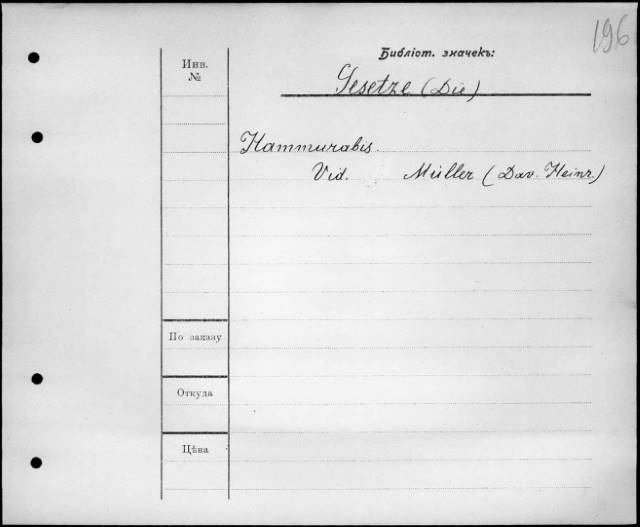 196
Библіот. значекъ:
Инв.
№
Gesetze (Die)
Hammurabis
Vid. Müller (Dav. Heinr.)
По заказу
Откуда
Цѣна